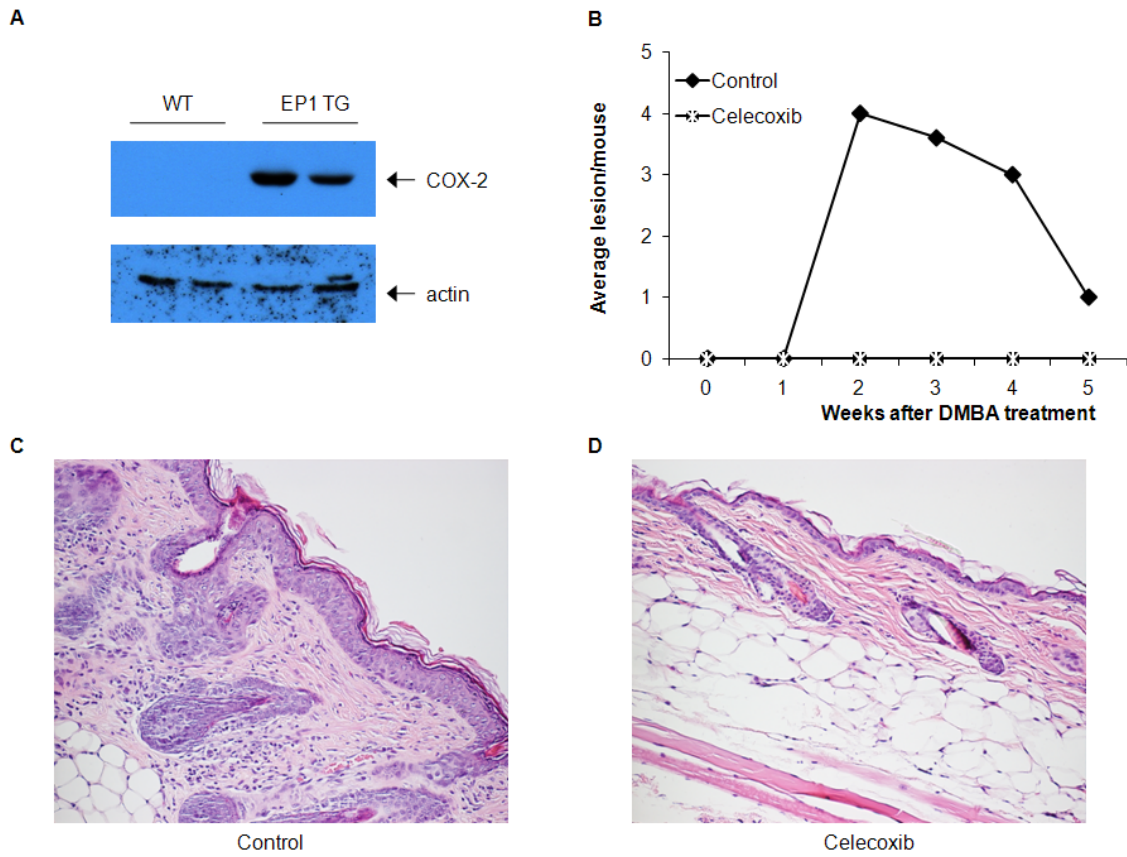 A
WT EP1 TG
COX-2
actin
B
Average lesion/mouse
5
4
3
2
1
0
Control
Celecoxib
0 1 2 3 4 5
Weeks after DMBA treatment
C
Control
D
Celecoxib